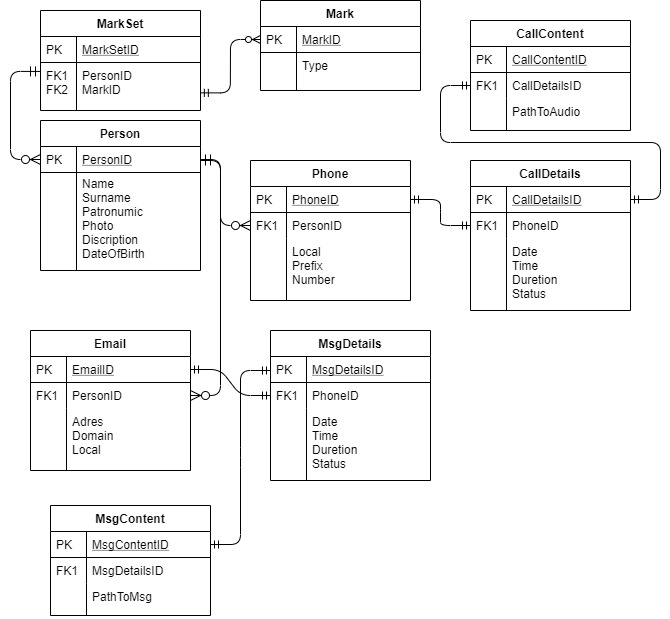 MarkSet
PK MarkSetID
FK1 PersonID
FK2 MarkID
Mark
PK MarkID
Type
CallContent
PK CallContentID
FK1 CallDetailsID
PathToAudio
Person
PK PersonID
Name
Surname
Patronumic
Photo
Discription
DateOfBirth
Phone
PK PhoneID
FK1 PersonID
Local
Prefix
Number
CallDetails
PK CallDetailsID
FK1 PhoneID
Date
Time
Duretion
Status
Email
PK EmailID
FK1 PersonID
Adres
Domain
Local
MsgDetails
PK MsgDetailsID
FK1 PhoneID
Date
Time
Duretion
Status
MsgContent
PK MsgContentID
FK1 MsgDetailsID
PathToMsg